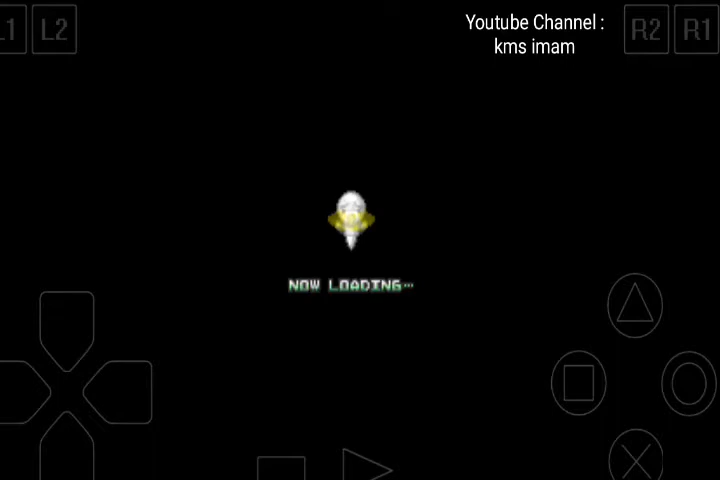 L1
L2
Youtube Channel :
kms imam
R2
R1
NOW LOADING...